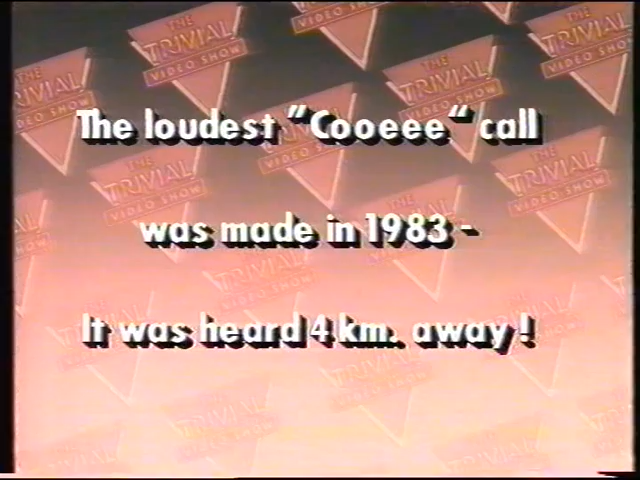 THE TRIVIAL VIDEO SHOW
The loudest "Cooeee" call
was made in 1983 -
It was heard 4 km. away!